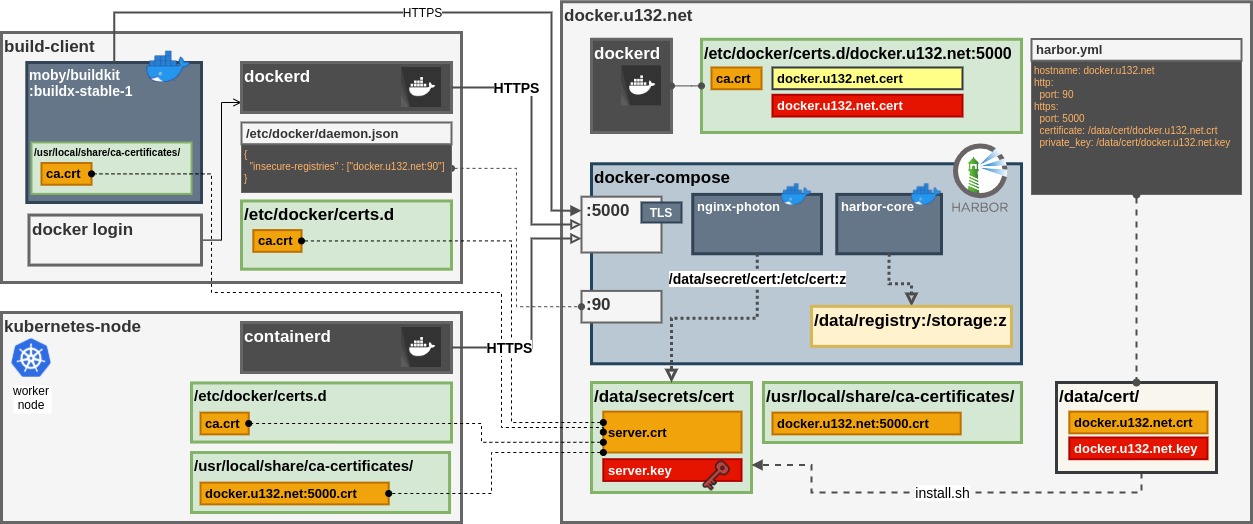 HTTPS
build-client
moby/buildkit
:buildx-stable-1
/usr/local/share/ca-certificates/
ca.crt
docker login
dockerd
/etc/docker/daemon.json
{
"insecure-registries" : ["docker.u132.net:90"]
}
/etc/docker/certs.d
ca.crt
HTTPS
kubernetes-node
worker
node
containerd
HTTPS
/etc/docker/certs.d
ca.crt
/usr/local/share/ca-certificates/
docker.u132.net:5000.crt
docker.u132.net
dockerd
/etc/docker/certs.d/docker.u132.net:5000
ca.crt
docker.u132.net.cert
docker.u132.net.cert
harbor.yml
hostname: docker.u132.net
http:
port: 90
https:
port: 5000
certificate: /data/cert/docker.u132.net.crt
private_key: /data/cert/docker.u132.net.key
docker-compose
HARBOR
:5000
TLS
nginx-photon
harbor-core
/data/secret/cert:/etc/cert:z
:90
/data/registry:/storage:z
/data/secrets/cert
server.crt
server.key
/usr/local/share/ca-certificates/
docker.u132.net:5000.crt
/data/cert/
docker.u132.net.crt
docker.u132.net.key
install.sh